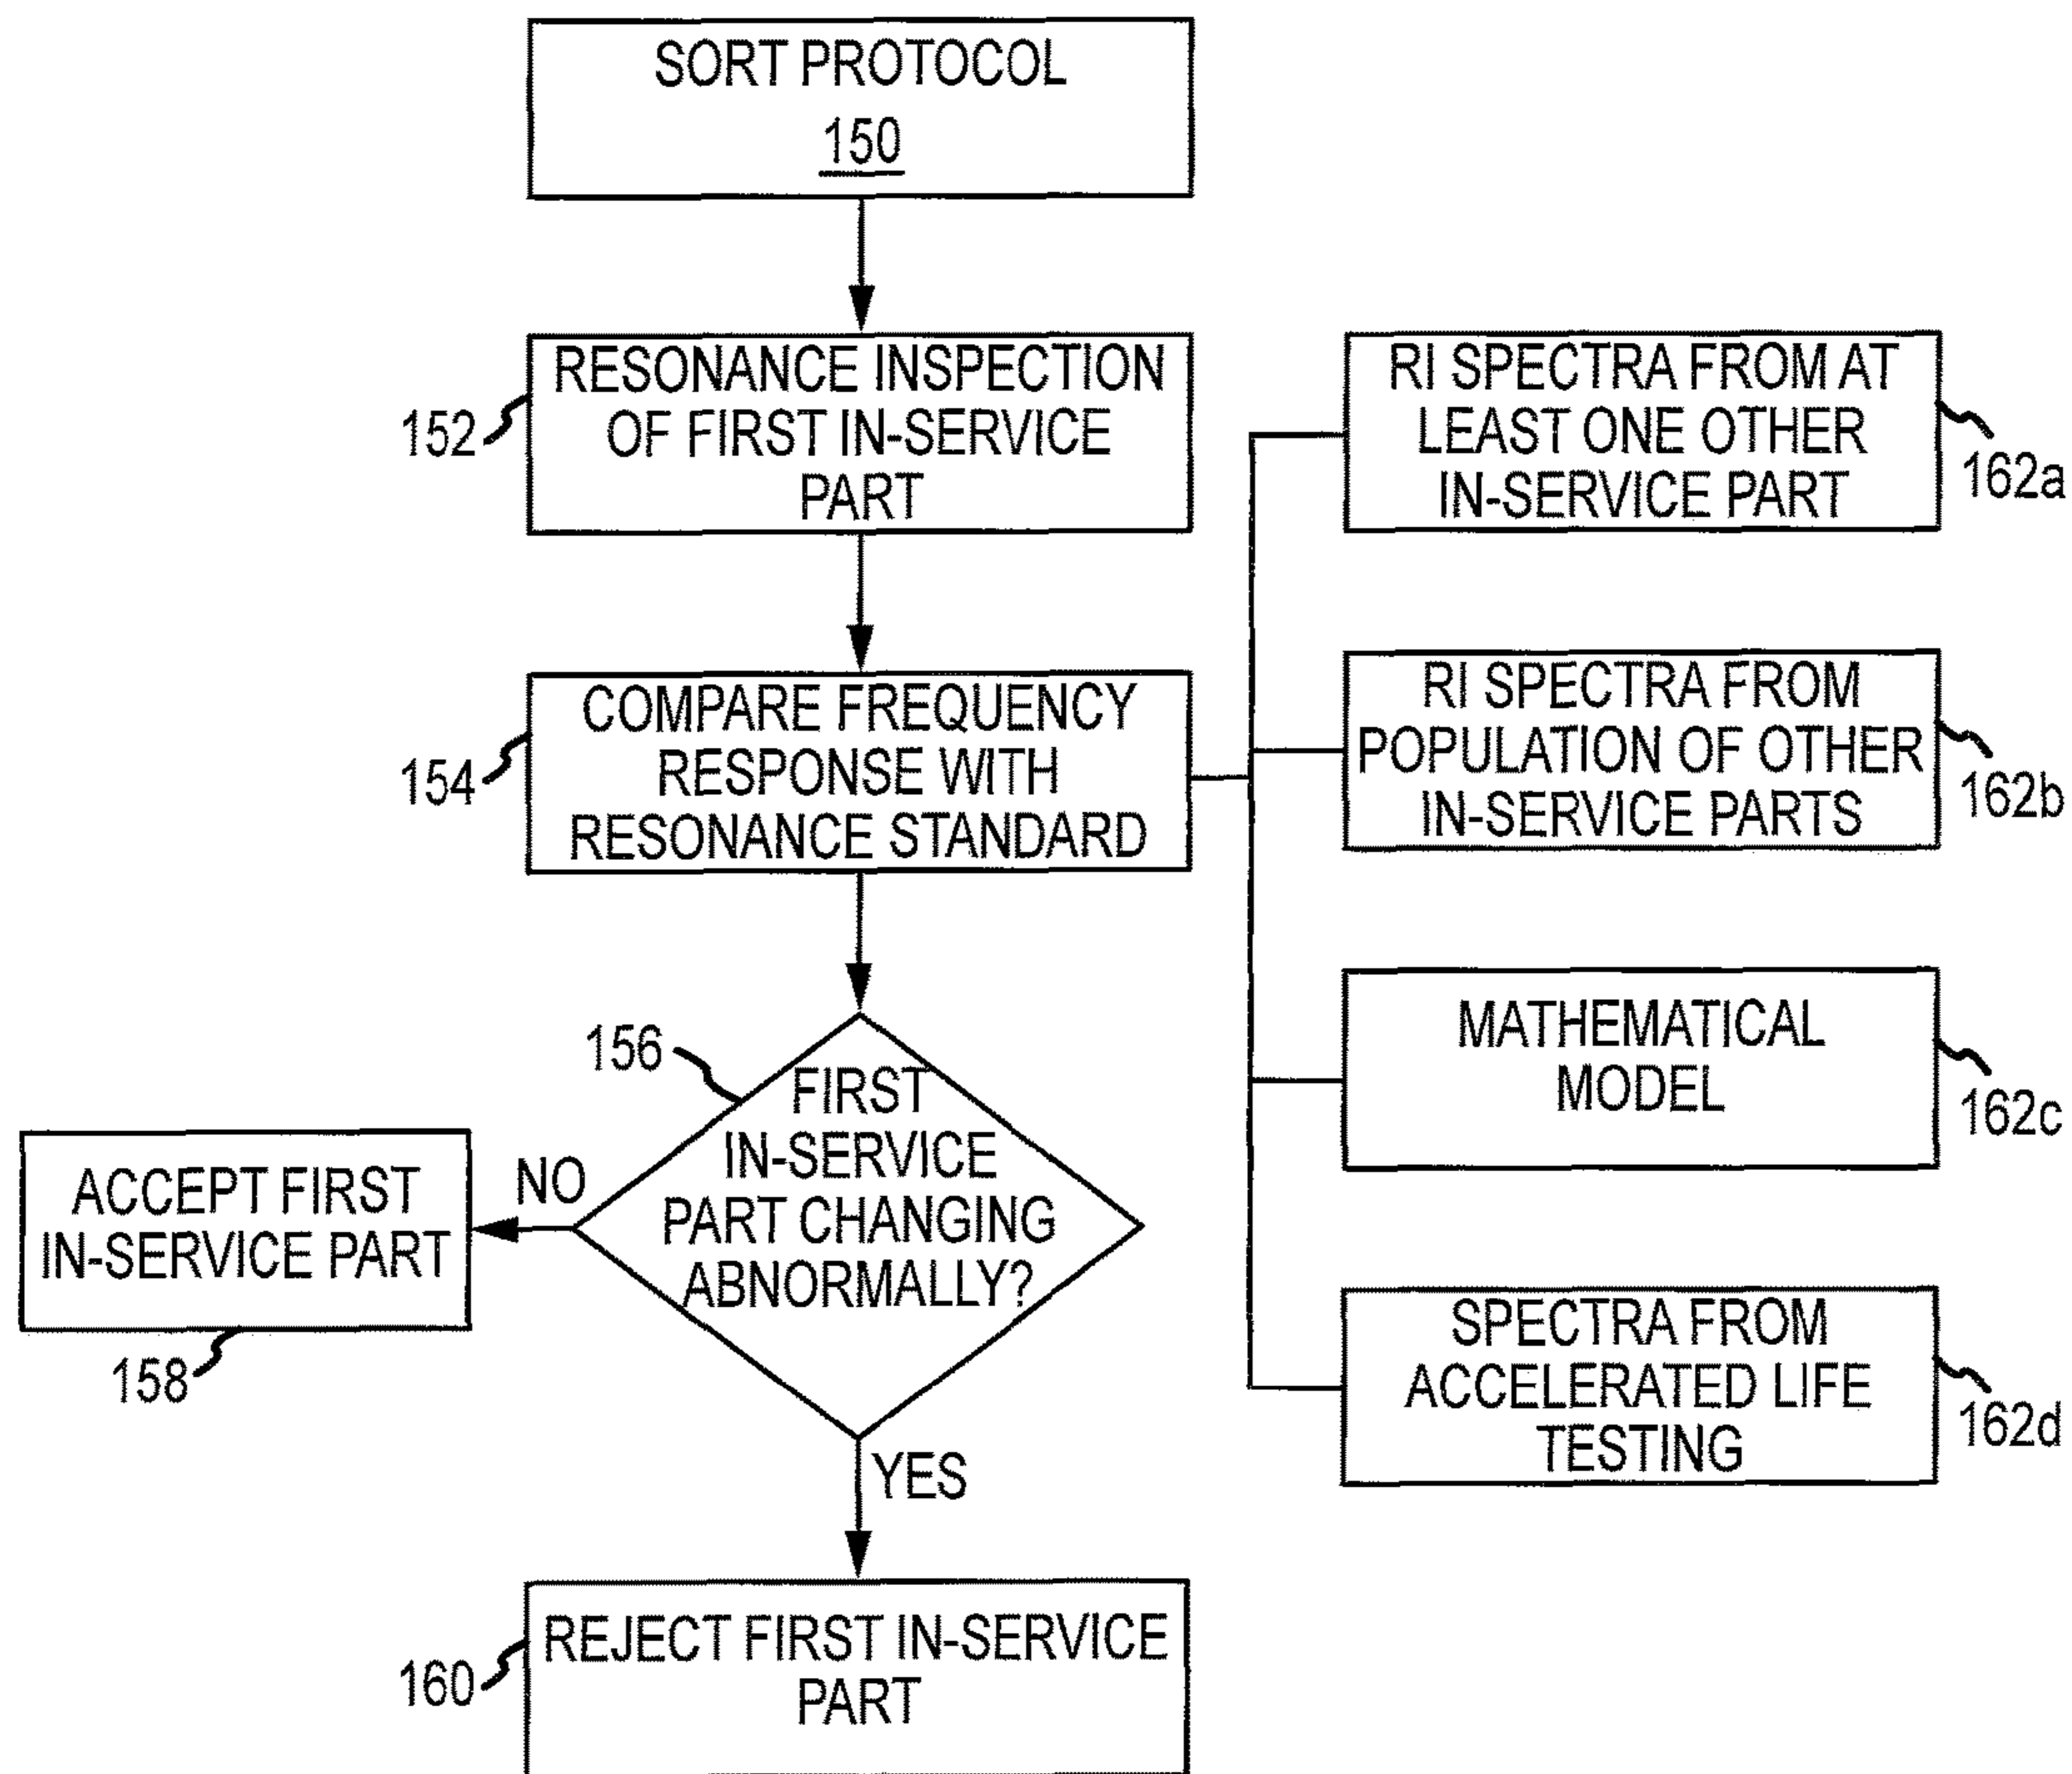 SORT PROTOCOL
150
RESONANCE INSPECTION
OF FIRST IN-SERVICE
PART
152
COMPARE FREQUENCY
RESPONSE WITH
RESONANCE STANDARD
154
RI SPECTRA FROM AT
LEAST ONE OTHER
IN-SERVICE PART
162a
RI SPECTRA FROM
POPULATION OF OTHER
IN-SERVICE PARTS
162b
MATHEMATICAL
MODEL
162c
SPECTRA FROM
ACCELERATED LIFE
TESTING
162d
156
FIRST
IN-SERVICE
PART CHANGING
ABNORMALLY?
NO
ACCEPT FIRST
IN-SERVICE PART
158
YES
REJECT FIRST IN-SERVICE
PART
160